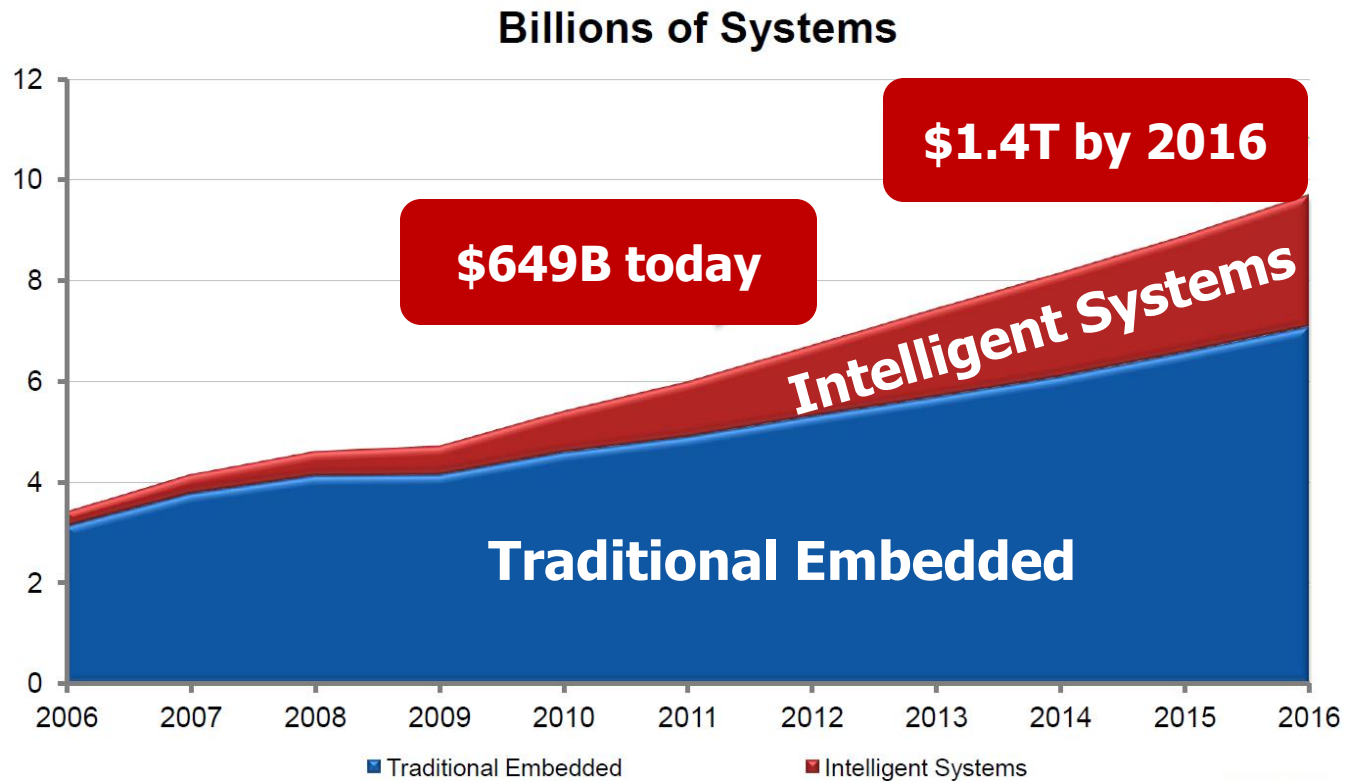 Billions of Systems
12
10
8
6
4
2
0
$1.4T by 2016
$649B today
Intelligent Systems
Traditional Embedded
2006 2007 2008 2009 2010 2011 2012 2013 2014 2015 2016
Traditional Embedded Intelligent Systems